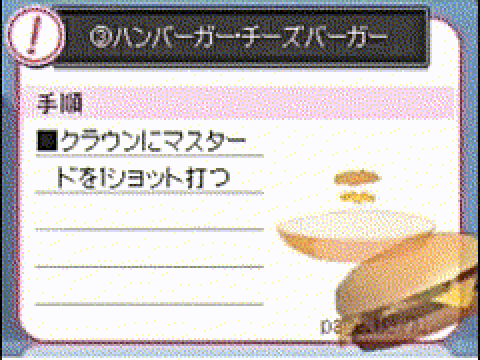 ③ハンバーガー・チーズバーガー
手順
■クラウンにマスター
ドを1ショット打つ